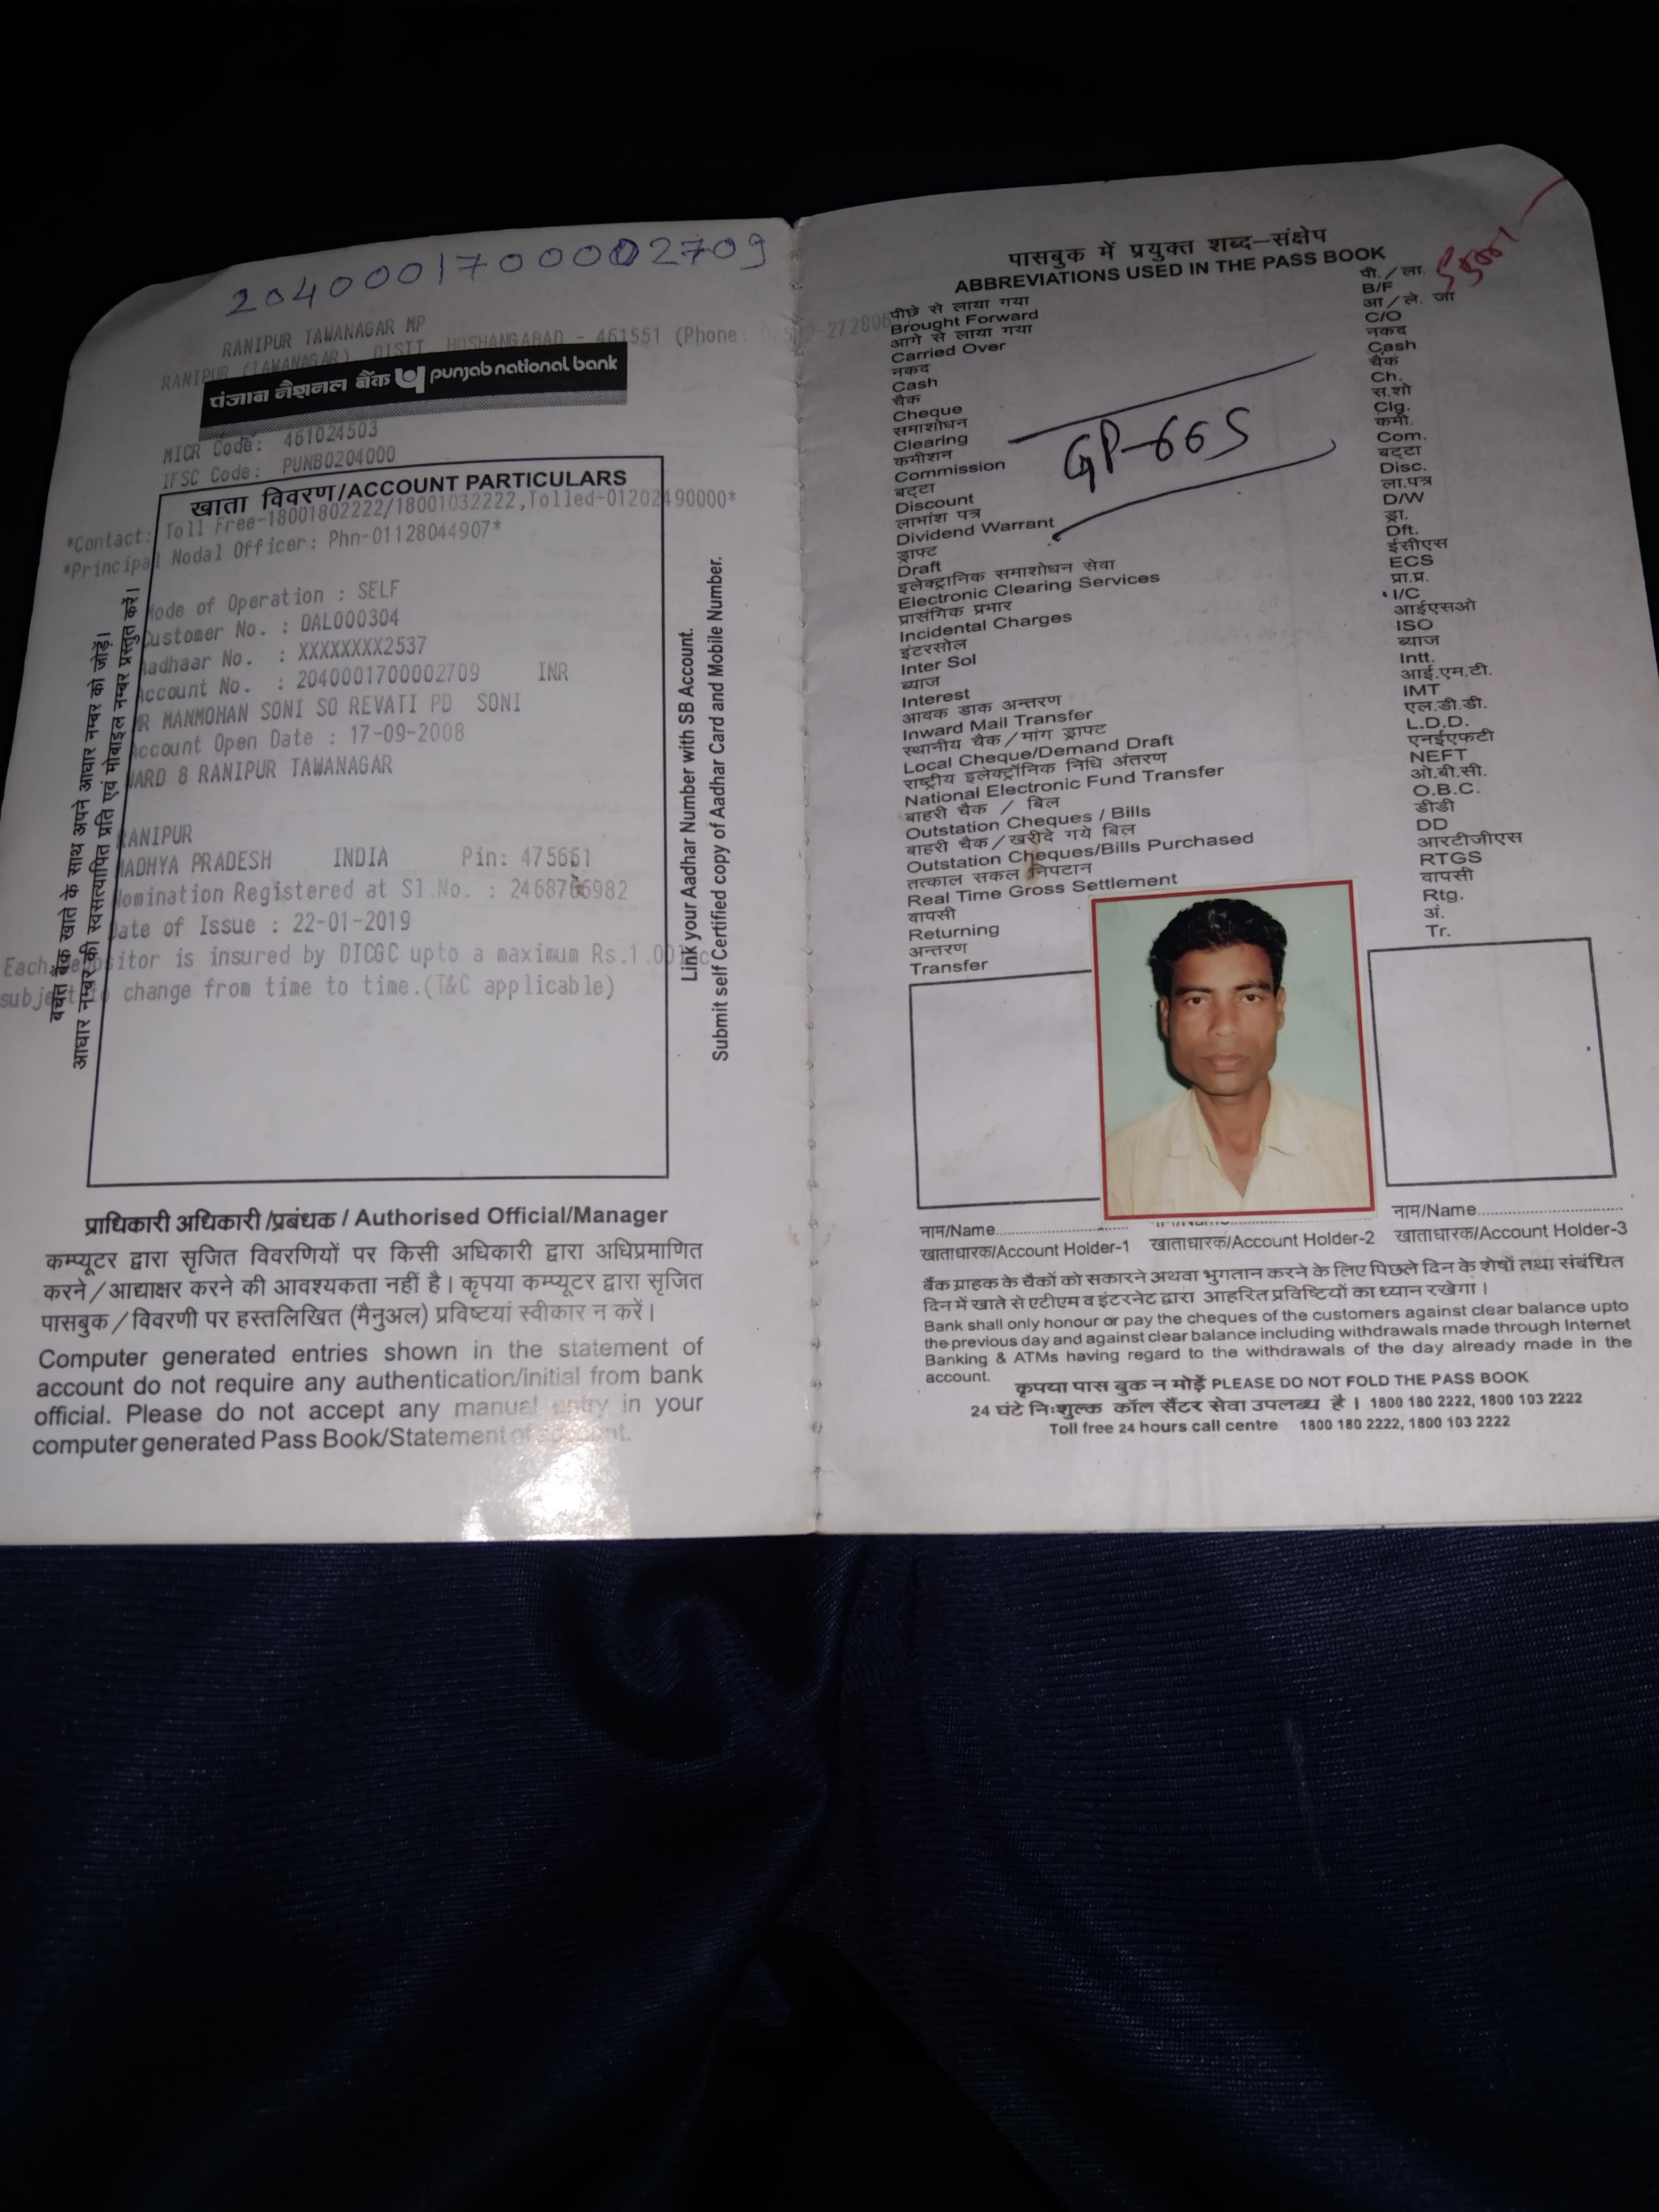 20400017000002709
RANIPUR TAWANAGAR MP
RANIPUR (TAWANAGAR), DISTT HOSHANGABAD - 461551 (Phone:
पंजाब नैशनल बैंक punjab national bank
MICR Code: 461024503
IFSC Code: PUNB0204000
खाता विवरण/ACCOUNT PARTICULARS
*Contact: Toll Free-18001802222/18001032222,Tolled-01202490000*
*Principal Nodal Officer: Phn-01128044907*
Mode of Operation : SELF
Customer No. : DAL000304
Aadhaar No. : XXXXXXXX2537
Account No. : 2040001700002709 INR
MR MANMOHAN SONI SO REVATI PD SONI
Account Open Date : 17-09-2008
WARD 8 RANIPUR TAWANAGAR
RANIPUR
MADHYA PRADESH INDIA Pin: 475661
Nomination Registered at Sl.No. : 2468766982
Date of Issue : 22-01-2019
Each depositor is insured by DICGC upto a maximum Rs.1.00
subject to change from time to time.(T&C applicable)
बचत बैंक खाते के साथ अपने आधार नम्बर को जोड़ें।
आधार नम्बर की स्वसत्यापित प्रति एवं मोबाइल नम्बर प्रस्तुत करें।
Link your Aadhar Number with SB Account.
Submit self Certified copy of Aadhar Card and Mobile Number.
प्राधिकारी अधिकारी/प्रबंधक / Authorised Official/Manager
कम्प्यूटर द्वारा सृजित विवरणियों पर किसी अधिकारी द्वारा अधिप्रमाणित
करने/आद्याक्षर करने की आवश्यकता नहीं है। कृपया कम्प्यूटर द्वारा सृजित
पासबुक/विवरणी पर हस्तलिखित (मैनुअल) प्रविष्टियां स्वीकार न करें।
Computer generated entries shown in the statement of
account do not require any authentication/initial from bank
official. Please do not accept any manual entry in your
computer generated Pass Book/Statement of account.
पासबुक में प्रयुक्त शब्द-संक्षेप
ABBREVIATIONS USED IN THE PASS BOOK
पीछे से लाया गया पी./ला.
Brought Forward B/F
आगे से लाया गया आ/ले. जा
Carried Over C/O
नकद नकद
Cash Cash
चैक चैक
Cheque Ch.
समाशोधन स.शो
Clearing Clg.
कमीशन कमी.
Commission Com.
बट्टा बट्टा
Discount Disc.
लाभांश पत्र ला.पत्र
Dividend Warrant D/W
ड्राफ्ट ड्रा.
Draft Dft.
इलेक्ट्रानिक समाशोधन सेवा ईसीएस
Electronic Clearing Services ECS
प्रासंगिक प्रभार प्रा.प्र.
Incidental Charges I/C
इंटरसोल आईएसओ
Inter Sol ISO
ब्याज ब्याज
Interest Intt.
आवक डाक अन्तरण आई.एम.टी.
Inward Mail Transfer IMT
स्थानीय चैक/मांग ड्राफ्ट एल.डी.डी.
Local Cheque/Demand Draft L.D.D.
राष्ट्रीय इलेक्ट्रॉनिक निधि अंतरण एनईएफटी
National Electronic Fund Transfer NEFT
बाहरी चैक / बिल ओ.बी.सी.
Outstation Cheques / Bills O.B.C.
बाहरी चैक/खरीदे गये बिल डीडी
Outstation Cheques/Bills Purchased DD
तत्काल सकल निपटान आरटीजीएस
Real Time Gross Settlement RTGS
वापसी वापसी
Returning Rtg.
अन्तरण अं.
Transfer Tr.
GP-665
नाम/Name नाम/Name
खाताधारक/Account Holder-1 खाताधारक/Account Holder-2 खाताधारक/Account Holder-3
बैंक ग्राहक के चैकों को सकारने अथवा भुगतान करने के लिए पिछले दिन के शेषों तथा संबंधित
दिन में खाते से एटीएम व इंटरनेट द्वारा आहरित प्रविष्टियों का ध्यान रखेगा।
Bank shall only honour or pay the cheques of the customers against clear balance upto
the previous day and against clear balance including withdrawals made through Internet
Banking & ATMs having regard to the withdrawals of the day already made in the
account.
कृपया पास बुक न मोड़ें PLEASE DO NOT FOLD THE PASS BOOK
24 घंटे निःशुल्क कॉल सैंटर सेवा उपलब्ध है। 1800 180 2222, 1800 103 2222
Toll free 24 hours call centre 1800 180 2222, 1800 103 2222